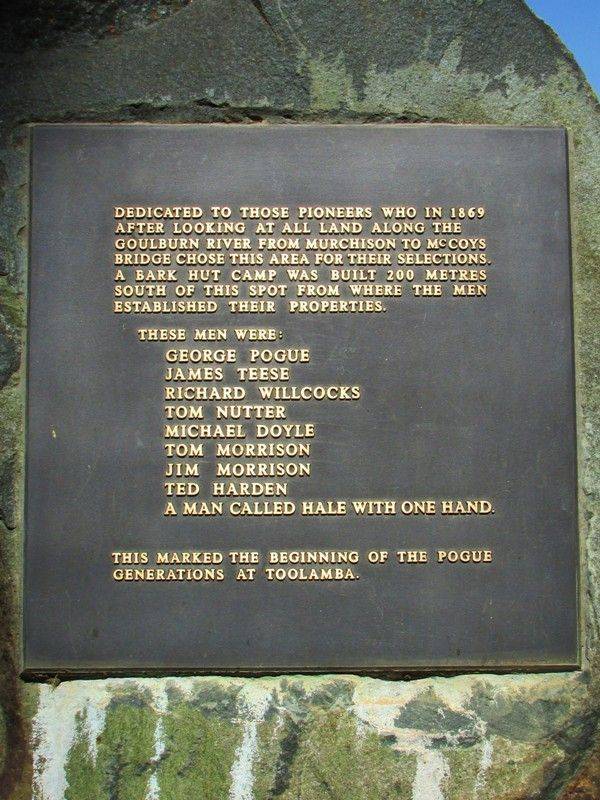 DEDICATED TO THOSE PIONEERS WHO IN 1869
AFTER LOOKING AT ALL LAND ALONG THE
GOULBURN RIVER FROM MURCHISON TO McCOYS
BRIDGE CHOSE THIS AREA FOR THEIR SELECTIONS.
A BARK HUT CAMP WAS BUILT 200 METRES
SOUTH OF THIS SPOT FROM WHERE THE MEN
ESTABLISHED THEIR PROPERTIES.
THESE MEN WERE:
GEORGE POGUE
JAMES TEESE
RICHARD WILLCOCKS
TOM NUTTER
MICHAEL DOYLE
TOM MORRISON
JIM MORRISON
TED HARDEN
A MAN CALLED HALE WITH ONE HAND.
THIS MARKED THE BEGINNING OF THE POGUE
GENERATIONS AT TOOLAMBA.